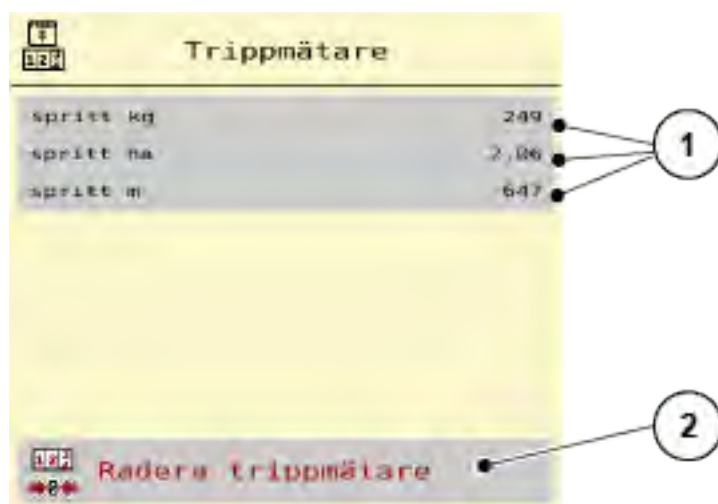 Trippmätare
spritt kg 249
spritt ha 2,06
spritt m 647
1
Radera trippmätare
2